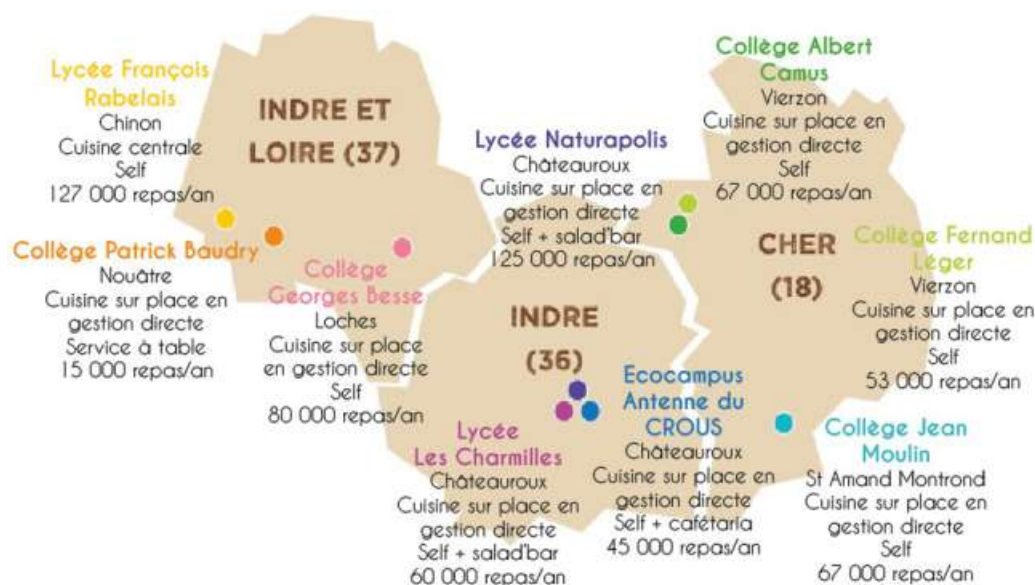 Lycée François
Rabelais
Chinon
Cuisine centrale
Self
127 000 repas/an
INDRE ET
LOIRE (37)
Collège Patrick Baudry
Nouâtre
Cuisine sur place en
gestion directe
Service à table
15 000 repas/an
Collège
Georges Besse
Loches
Cuisine sur place
en gestion directe
Self
80 000 repas/an
Lycée Naturapolis
Châteauroux
Cuisine sur place en
gestion directe
Self + salad'bar
125 000 repas/an
INDRE
(36)
Lycée
Les Charmilles
Châteauroux
Cuisine sur place en
gestion directe
Self + salad'bar
60 000 repas/an
Ecocampus
Antenne du
CROUS
Châteauroux
Cuisine sur place en
gestion directe
Self + cafétaria
45 000 repas/an
Collège Albert
Camus
Vierzon
Cuisine sur place en
gestion directe
Self
67 000 repas/an
CHER
(18)
Collège Fernand
Léger
Vierzon
Cuisine sur place en
gestion directe
Self
53 000 repas/an
Collège Jean
Moulin
St Amand Montrond
Cuisine sur place en
gestion directe
Self
67 000 repas/an